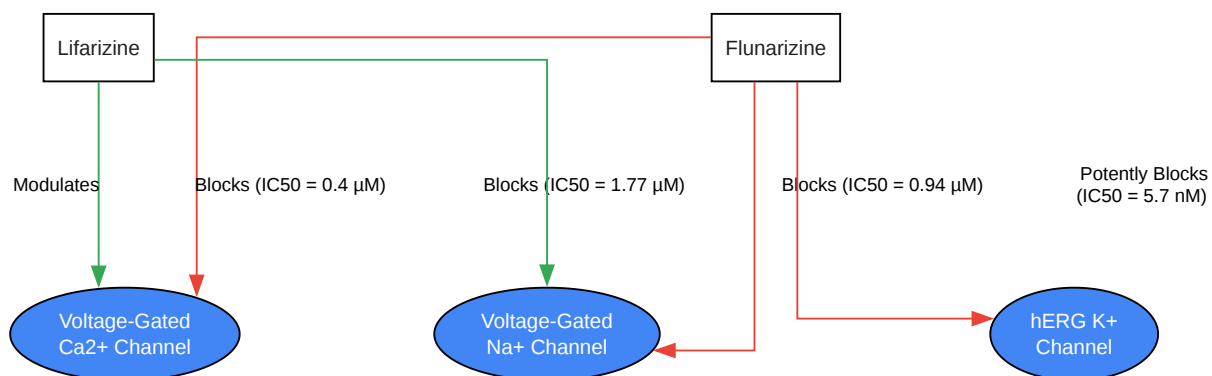 Lifarizine
Flunarizine
Modulates
Blocks (IC50 = 0.4 µM)
Blocks (IC50 = 1.77 µM)
Blocks (IC50 = 0.94 µM)
Potently Blocks
(IC50 = 5.7 nM)
Voltage-Gated
Ca2+ Channel
Voltage-Gated
Na+ Channel
hERG K+
Channel